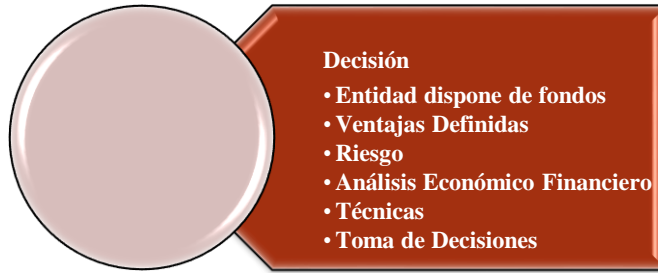 Decisión
• Entidad dispone de fondos
• Ventajas Definidas
• Riesgo
• Análisis Económico Financiero
• Técnicas
• Toma de Decisiones